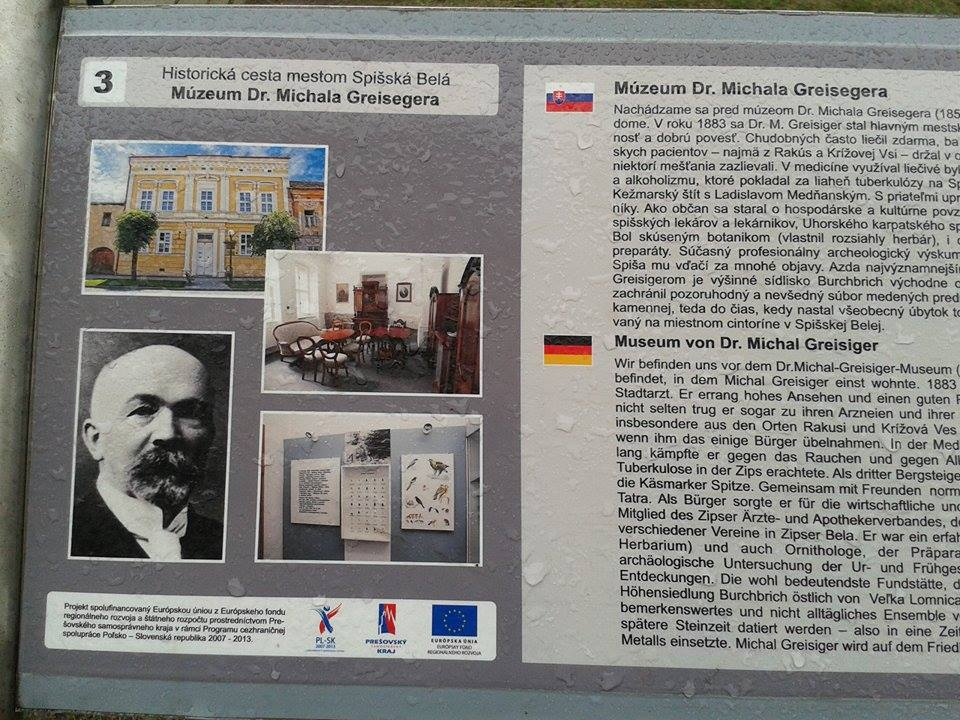 3
Historická cesta mestom Spišská Belá
Múzeum Dr. Michala Greisegera
Projekt spolufinancovaný Európskou úniou z Európskeho fondu
regionálneho rozvoja a štátneho rozpočtu prostredníctvom Pre-
šovského samosprávneho kraja v rámci Programu cezhraničnej
spolupráce Poľsko – Slovenská republika 2007 - 2013.
PL-SK
2007 2013
PREŠOVSKÝ
KRAJ
EURÓPSKA ÚNIA
EURÓPSKY FOND
REGIONÁLNEHO ROZVOJA
Múzeum Dr. Michala Greisegera
Nachádzame sa pred múzeom Dr. Michala Greisegera (185
dome. V roku 1883 sa Dr. M. Greisiger stal hlavným mestsk
nosť a dobrú povesť. Chudobných často liečil zdarma, ba
skych pacientov – najmä z Rakús a Krížovej Vsi – držal v
niektorí mešťania zazlievali. V medicíne využíval liečivé by
a alkoholizmu, ktoré pokladal za liaheň tuberkulózy na Sp
Kežmarský štít s Ladislavom Medňanským. S priateľmi upr
níky. Ako občan sa staral o hospodárske a kultúrne povz
spišských lekárov a lekárnikov, Uhorského karpatského sp
Bol skúseným botanikom (vlastnil rozsiahly herbár), i
preparáty. Súčasný profesionálny archeologický výskum
Spiša mu vďačí za mnohé objavy. Azda najvýznamnejší
Greisigerom je výšinné sídlisko Burchbrich východne
zachránil pozoruhodný a nevšedný súbor medených pred
kamennej, teda do čias, kedy nastal všeobecný úbytok to
vaný na miestnom cintoríne v Spišskej Belej.
Museum von Dr. Michal Greisiger
Wir befinden uns vor dem Dr.Michal-Greisiger-Museum (
befindet, in dem Michal Greisiger einst wohnte. 1883
Stadtarzt. Er errang hohes Ansehen und einen guten
nicht selten trug er sogar zu ihren Arzneien und ihrer
insbesondere aus den Orten Rakusi und Krížová Ves
wenn ihm das einige Bürger übelnahmen. In der Med
lang kämpfte er gegen das Rauchen und gegen Al
Tuberkulose in der Zips erachtete. Als dritter Bergsteige
die Käsmarker Spitze. Gemeinsam mit Freunden norm
Tatra. Als Bürger sorgte er für die wirtschaftliche und
Mitglied des Zipser Ärzte- und Apothekerverbandes, de
verschiedener Vereine in Zipser Bela. Er war ein erfah
Herbarium) und auch Ornithologe, der Präpara
archäologische Untersuchung der Ur- und Frühges
Entdeckungen. Die wohl bedeutendste Fundstätte, d
Höhensiedlung Burchbrich östlich von Veľka Lomnica
bemerkenswertes und nicht alltägliches Ensemble v
spätere Steinzeit datiert werden – also in eine Zei
Metalls einsetzte. Michal Greisiger wird auf dem Fried